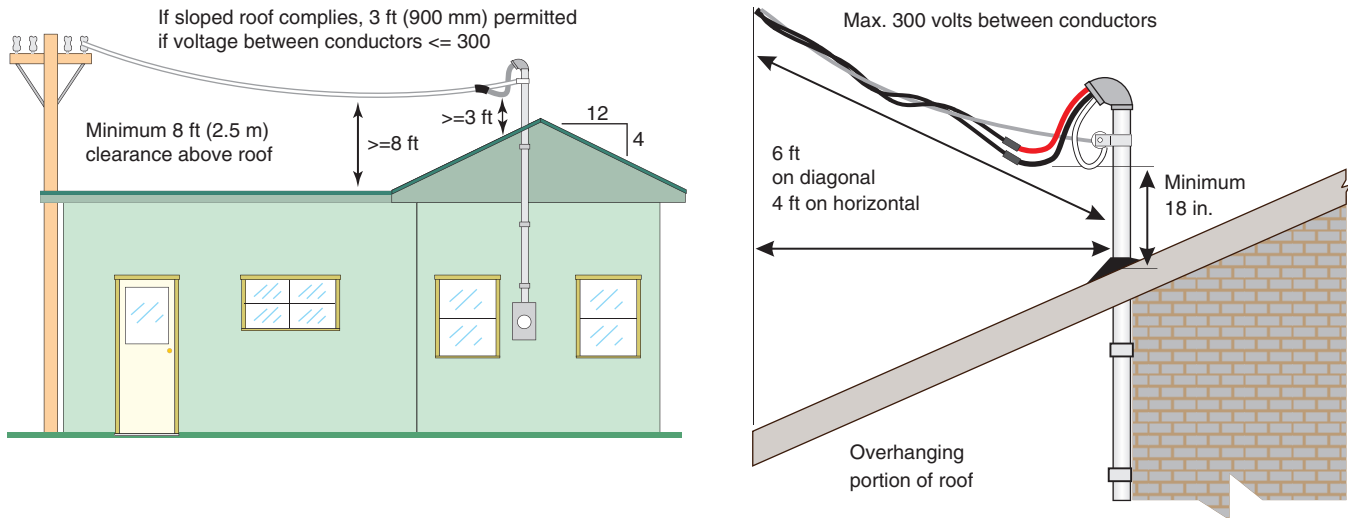 If sloped roof complies, 3 ft (900 mm) permitted
if voltage between conductors <= 300
Minimum 8 ft (2.5 m)
clearance above roof
>=8 ft
>=3 ft
12
4
Max. 300 volts between conductors
6 ft
on diagonal
4 ft on horizontal
Minimum
18 in.
Overhanging
portion of roof